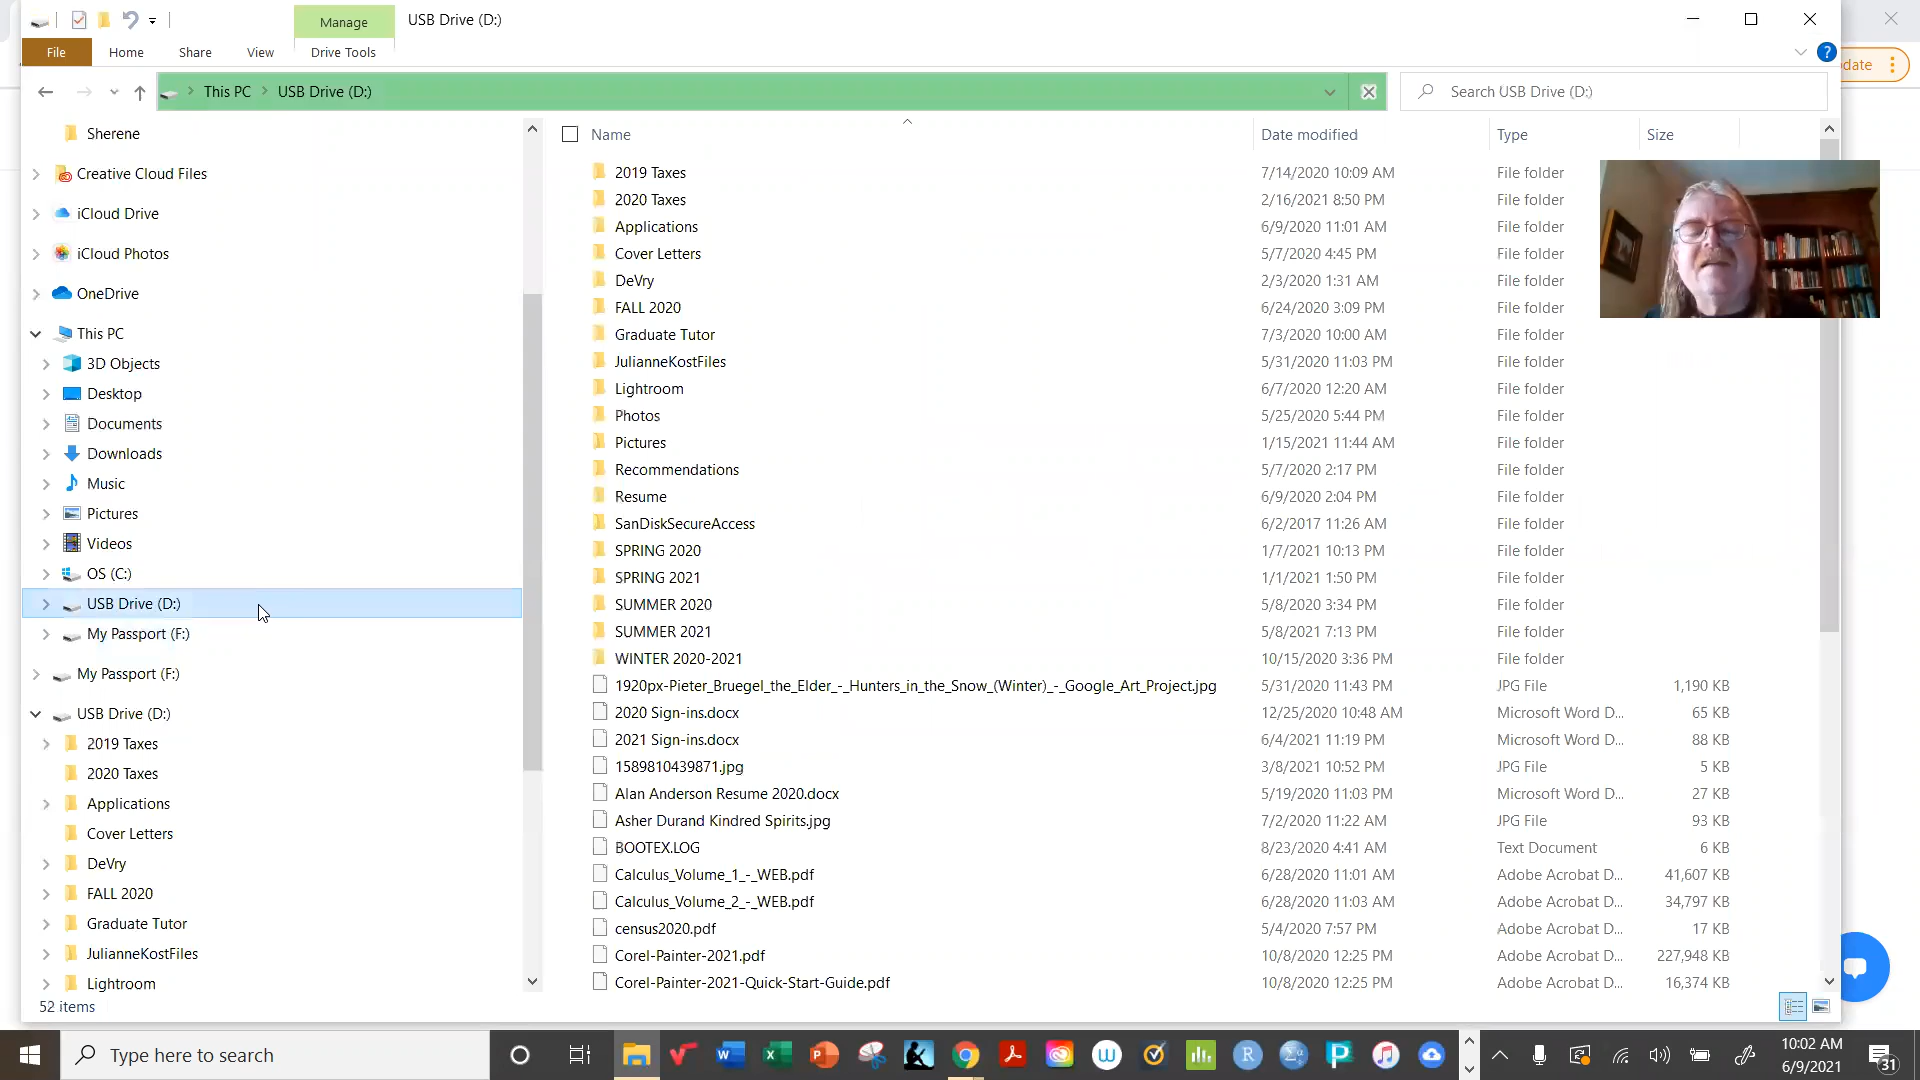 Manage
USB Drive (D:)
File
Home
Share
View
Drive Tools
?
date
This PC
USB Drive (D:)
Search USB Drive (D:)
Name
Date modified
Type
Size
Sherene
Creative Cloud Files
iCloud Drive
iCloud Photos
OneDrive
This PC
3D Objects
Desktop
Documents
Downloads
Music
Pictures
Videos
OS (C:)
USB Drive (D:)
My Passport (F:)
My Passport (F:)
USB Drive (D:)
2019 Taxes
2020 Taxes
Applications
Cover Letters
DeVry
FALL 2020
Graduate Tutor
JulianneKostFiles
Lightroom
2019 Taxes 7/14/2020 10:09 AM File folder
2020 Taxes 2/16/2021 8:50 PM File folder
Applications 6/9/2020 11:01 AM File folder
Cover Letters 5/7/2020 4:45 PM File folder
DeVry 2/3/2020 1:31 AM File folder
FALL 2020 6/24/2020 3:09 PM File folder
Graduate Tutor 7/3/2020 10:00 AM File folder
JulianneKostFiles 5/31/2020 11:03 PM File folder
Lightroom 6/7/2020 12:20 AM File folder
Photos 5/25/2020 5:44 PM File folder
Pictures 1/15/2021 11:44 AM File folder
Recommendations 5/7/2020 2:17 PM File folder
Resume 6/9/2020 2:04 PM File folder
SanDiskSecureAccess 6/2/2017 11:26 AM File folder
SPRING 2020 1/7/2021 10:13 PM File folder
SPRING 2021 1/1/2021 1:50 PM File folder
SUMMER 2020 5/8/2020 3:34 PM File folder
SUMMER 2021 5/8/2021 7:13 PM File folder
WINTER 2020-2021 10/15/2020 3:36 PM File folder
1920px-Pieter_Bruegel_the_Elder_-_Hunters_in_the_Snow_(Winter)_-_Google_Art_Project.jpg 5/31/2020 11:43 PM JPG File 1,190 KB
2020 Sign-ins.docx 12/25/2020 10:48 AM Microsoft Word D... 65 KB
2021 Sign-ins.docx 6/4/2021 11:19 PM Microsoft Word D... 88 KB
1589810439871.jpg 3/8/2021 10:52 PM JPG File 5 KB
Alan Anderson Resume 2020.docx 5/19/2020 11:03 PM Microsoft Word D... 27 KB
Asher Durand Kindred Spirits.jpg 7/2/2020 11:22 AM JPG File 93 KB
BOOTEX.LOG 8/23/2020 4:41 AM Text Document 6 KB
Calculus_Volume_1_-_WEB.pdf 6/28/2020 11:01 AM Adobe Acrobat D... 41,607 KB
Calculus_Volume_2_-_WEB.pdf 6/28/2020 11:03 AM Adobe Acrobat D... 34,797 KB
census2020.pdf 5/4/2020 7:57 PM Adobe Acrobat D... 17 KB
Corel-Painter-2021.pdf 10/8/2020 12:25 PM Adobe Acrobat D... 227,948 KB
Corel-Painter-2021-Quick-Start-Guide.pdf 10/8/2020 12:25 PM Adobe Acrobat D... 16,374 KB
52 items
Type here to search
10:02 AM
6/9/2021
31